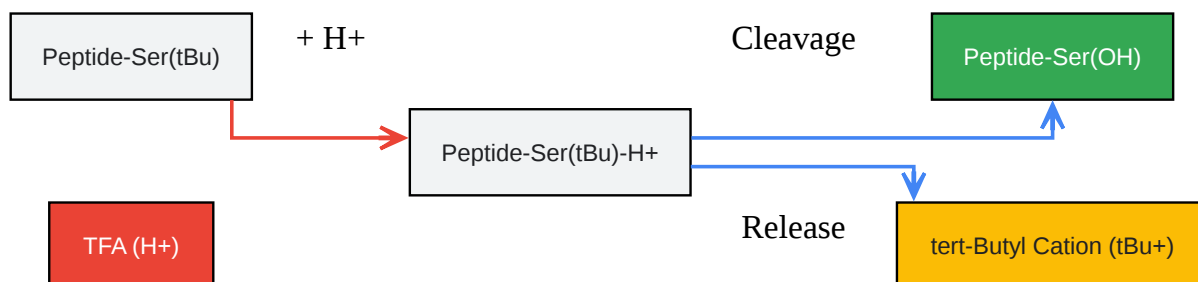 Peptide-Ser(tBu)
+ H+
Cleavage
Peptide-Ser(OH)
Peptide-Ser(tBu)-H+
TFA (H+)
Release
tert-Butyl Cation (tBu+)